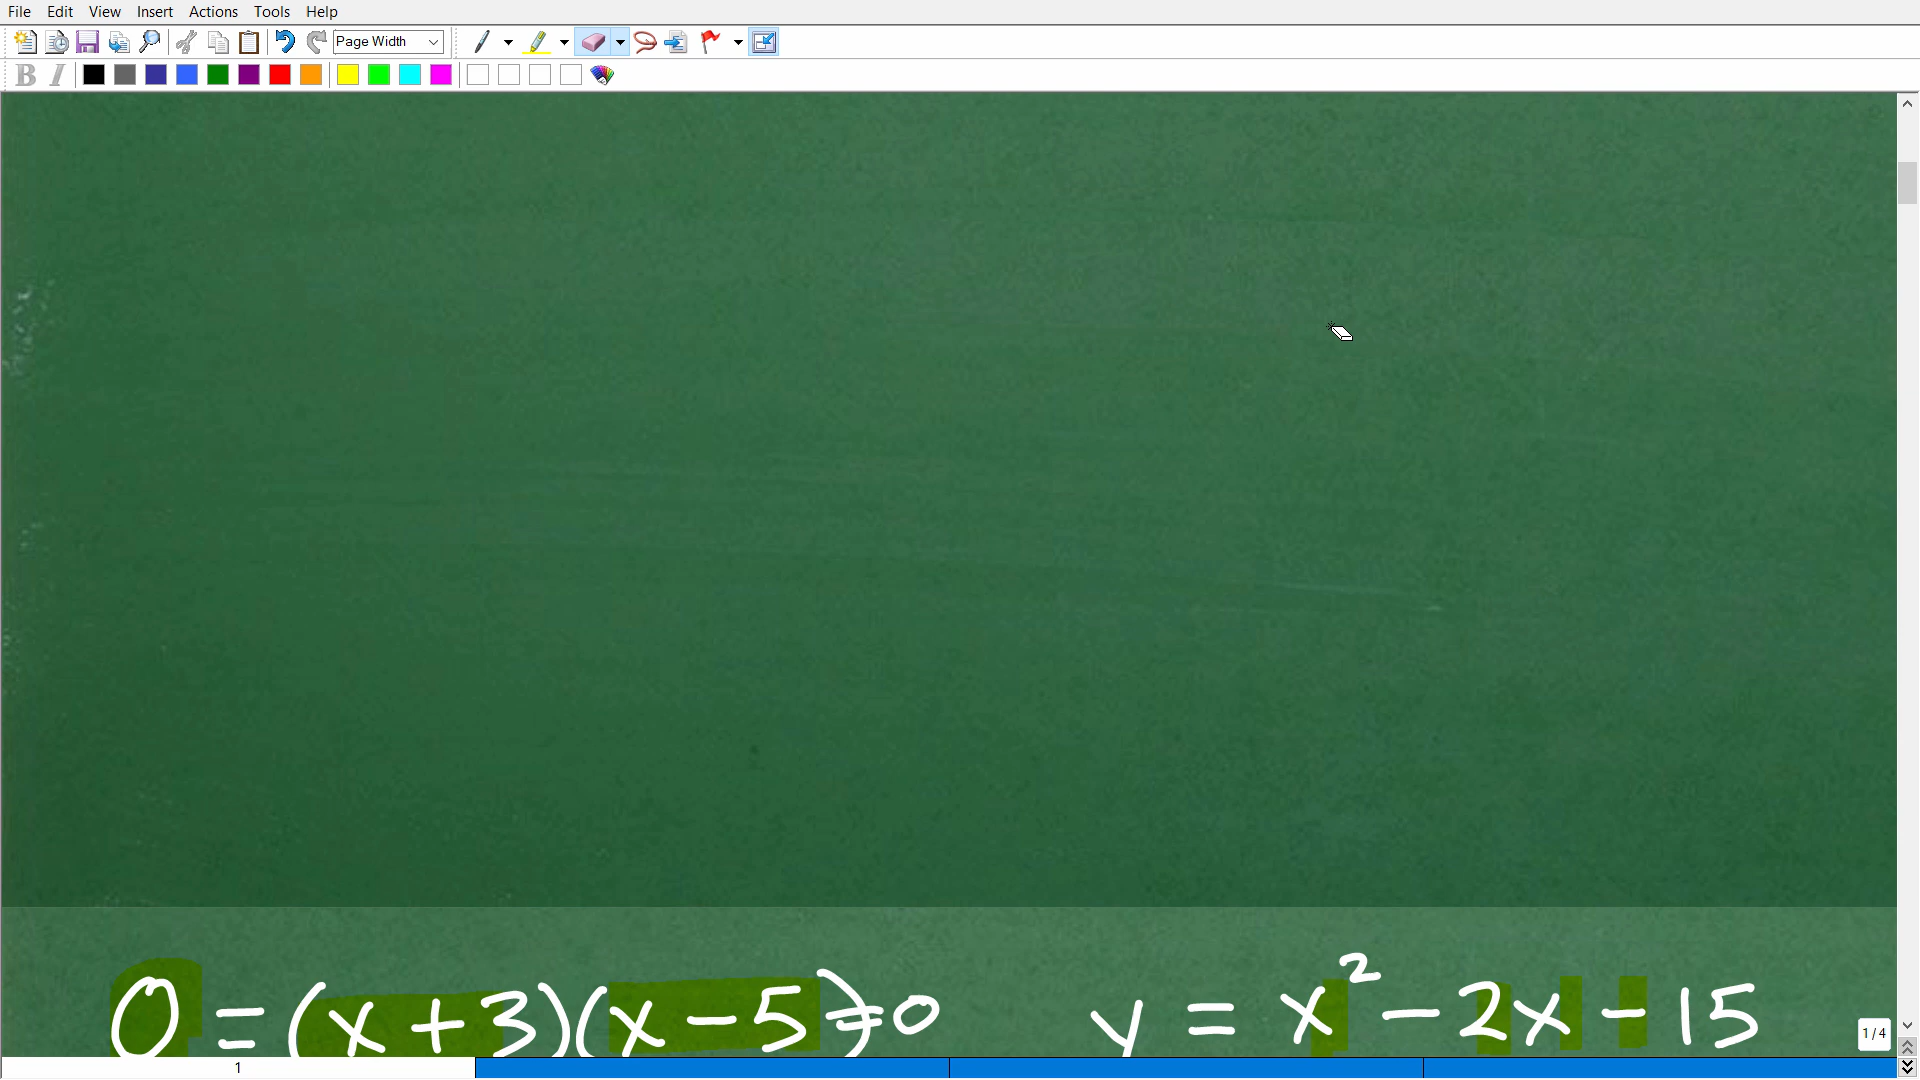 File Edit View Insert Actions Tools Help
Page Width
B I
0 = (x + 3)(x - 5) = 0
y = x² - 2x - 15
1 / 4
1